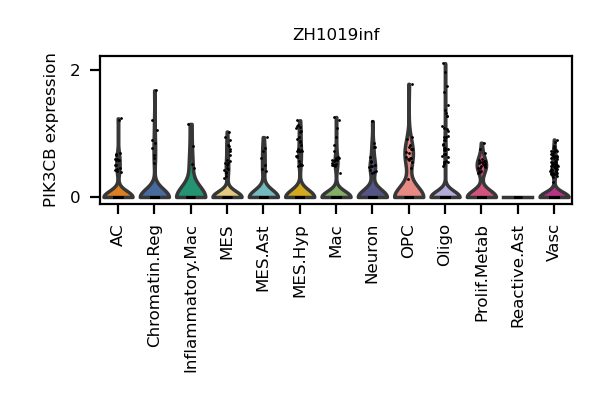 ZH1019inf
PIK3CB expression
2
0
AC
Chromatin.Reg
Inflammatory.Mac
MES
MES.Ast
MES.Hyp
Mac
Neuron
OPC
Oligo
Prolif.Metab
Reactive.Ast
Vasc